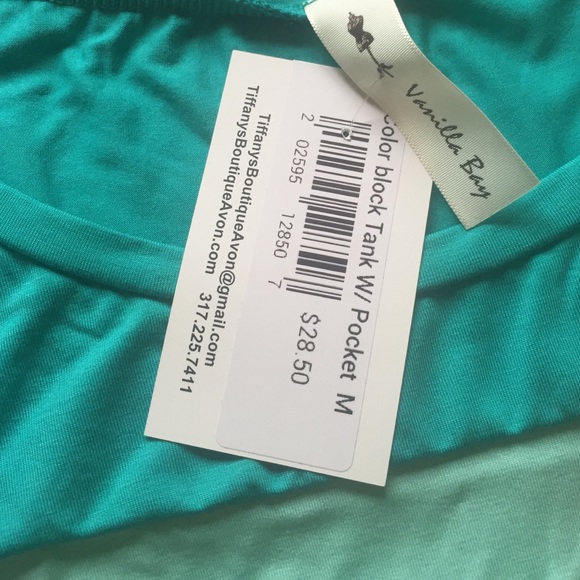 Vanilla Bay
Color block Tank W/ Pocket M
2 02595 12850 7
$28.50
TiffanysBoutiqueAvon@gmail.com
TiffanysBoutiqueAvon.com 317.225.7411